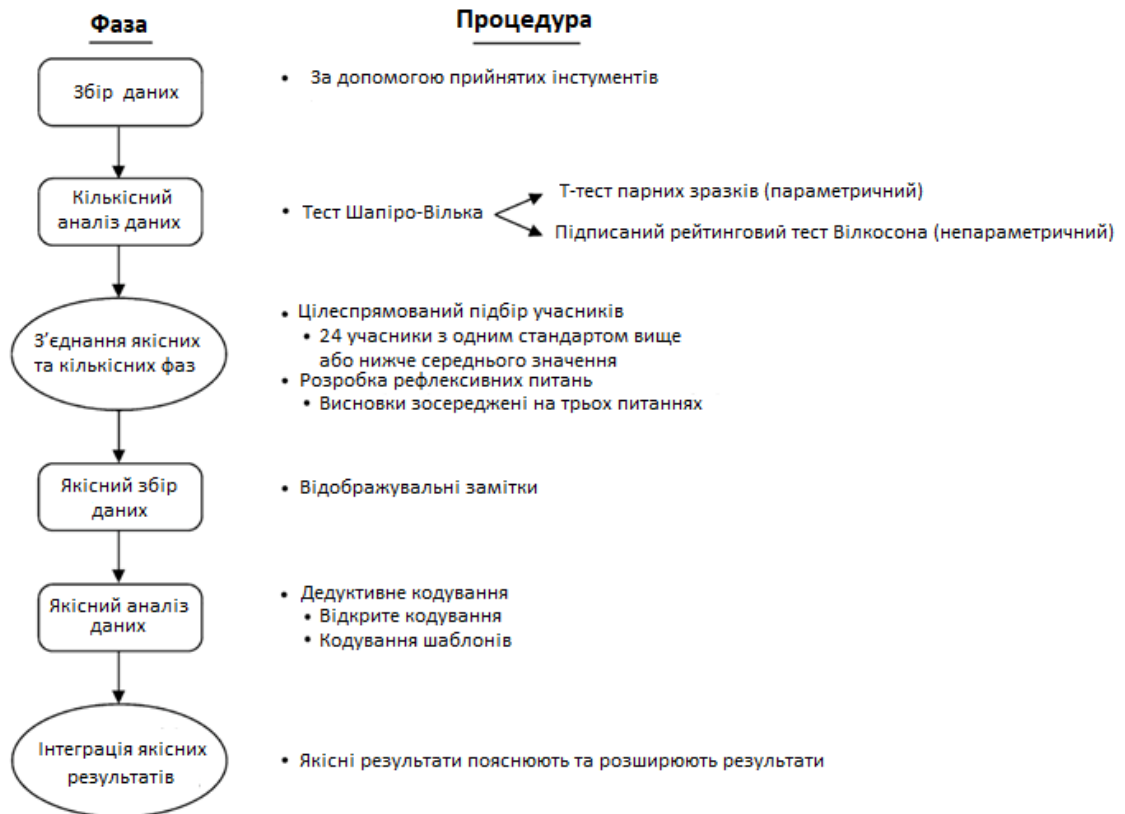 Фаза
Процедура
Збір даних
• За допомогою прийнятих інстументів
Кількісний
аналіз даних
• Тест Шапіро-Вілька
Т-тест парних зразків (параметричний)
Підписаний рейтинговий тест Вілкосона (непараметричний)
З’єднання якісних
та кількісних фаз
• Цілеспрямований підбір учасників
• 24 учасники з одним стандартом вище
або нижче середнього значення
• Розробка рефлексивних питань
• Висновки зосереджені на трьох питаннях
Якісний збір
даних
• Відображувальні замітки
Якісний аналіз
даних
• Дедуктивне кодування
• Відкрите кодування
• Кодування шаблонів
Інтеграція якісних
результатів
• Якісні результати пояснюють та розширюють результати